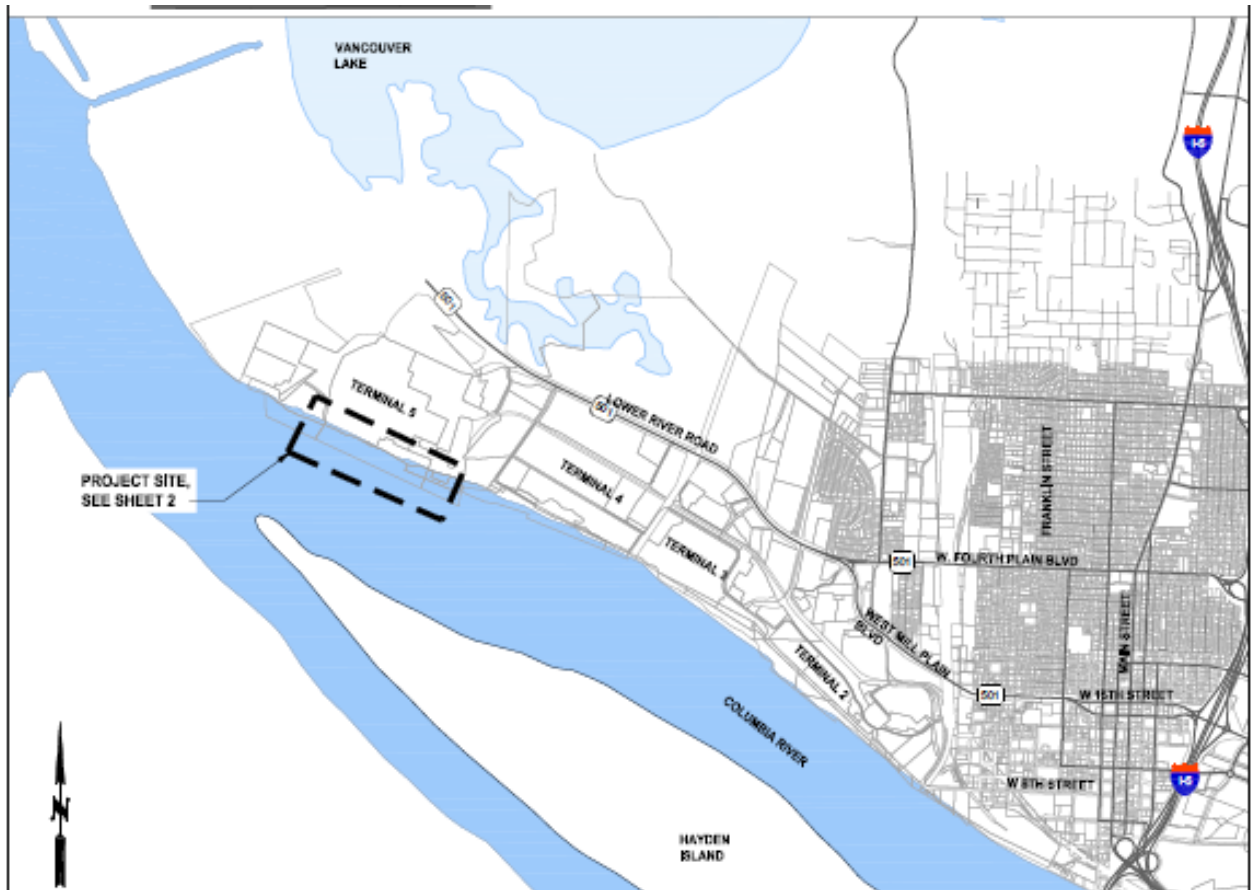 VANCOUVER
LAKE
I-5
501
TERMINAL 5
501
LOWER RIVER ROAD
PROJECT SITE,
SEE SHEET 2
TERMINAL 4
FRANKLIN STREET
TERMINAL 3
501
W. FOURTH PLAIN BLVD
WEST MILL PLAIN
BLVD
MAIN STREET
TERMINAL 2
501
W 15TH STREET
COLUMBIA RIVER
W 8TH STREET
I-5
N
HAYDEN
ISLAND